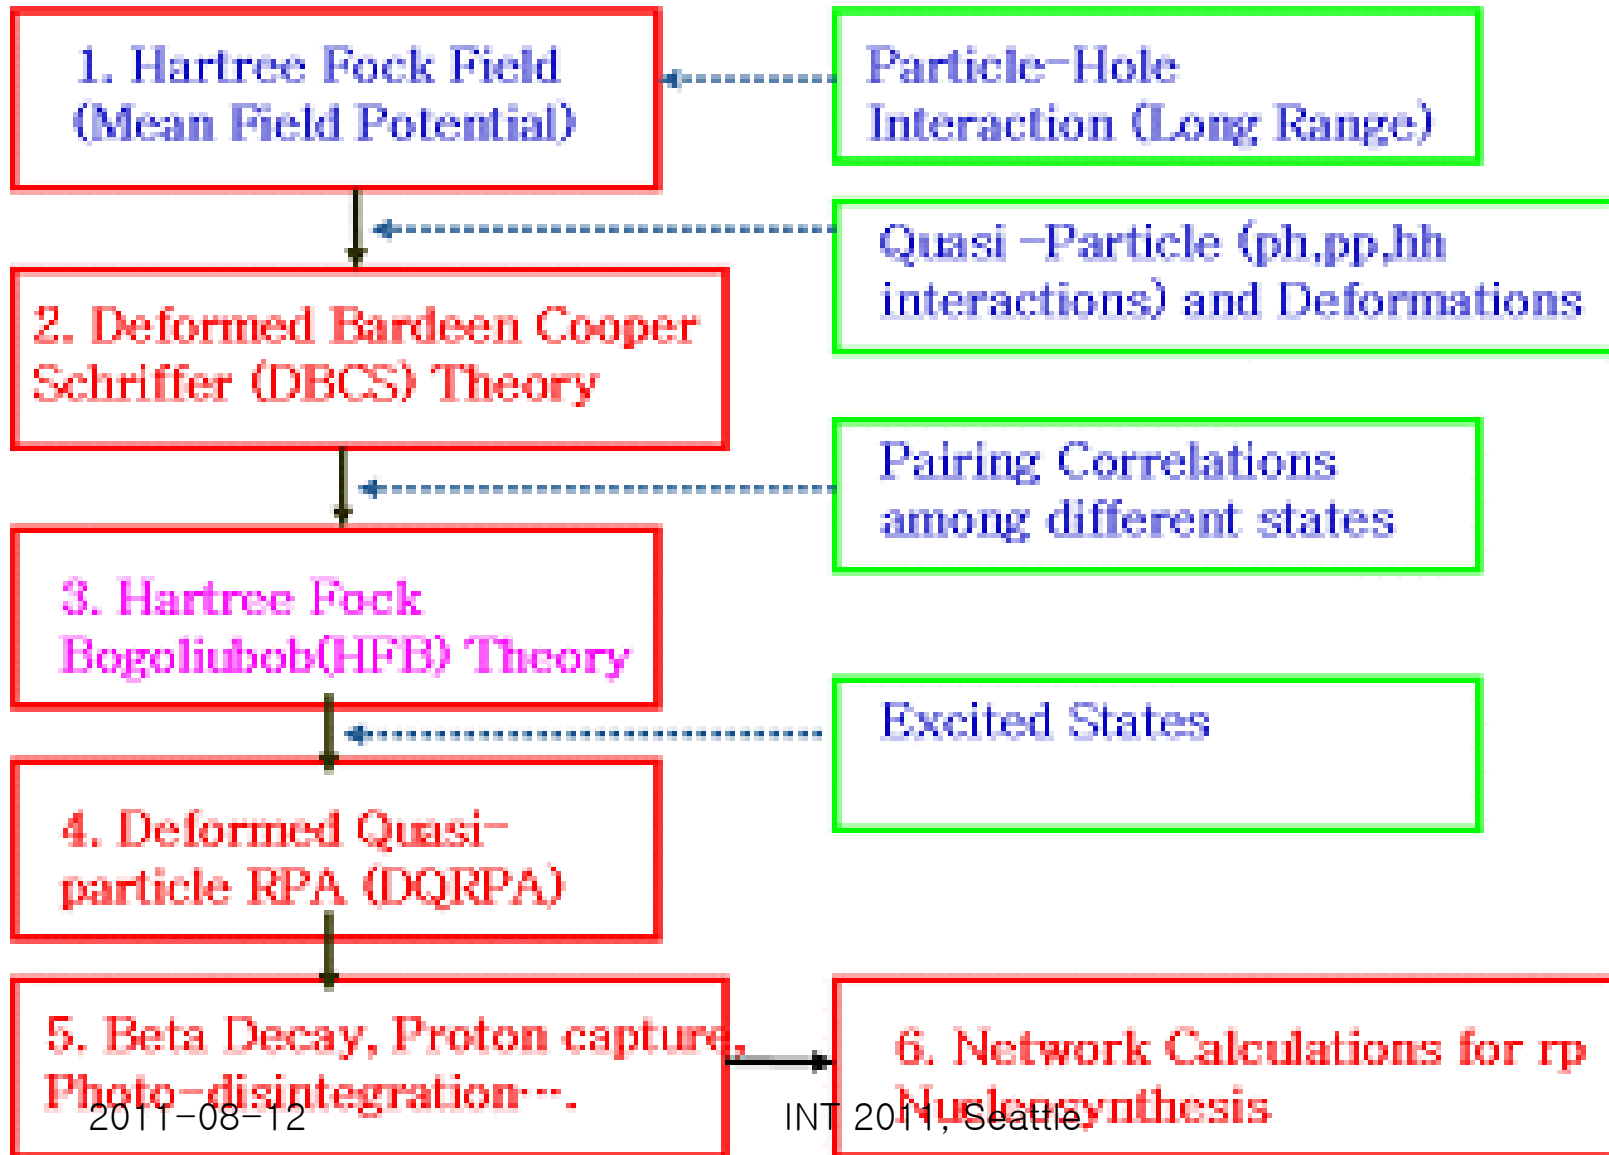 1. Hartree Fock Field
(Mean Field Potential)
Particle-Hole
Interaction (Long Range)
Quasi -Particle (ph,pp,hh
interactions) and Deformations
2. Deformed Bardeen Cooper
Schriffer (DBCS) Theory
Pairing Correlations
among different states
3. Hartree Fock
Bogoliubob(HFB) Theory
Excited States
4. Deformed Quasi-
particle RPA (DQRPA)
5. Beta Decay, Proton capture,
Photo-disintegration….
6. Network Calculations for rp
Nucleosynthesis
2011-08-12
INT 2011, Seattle